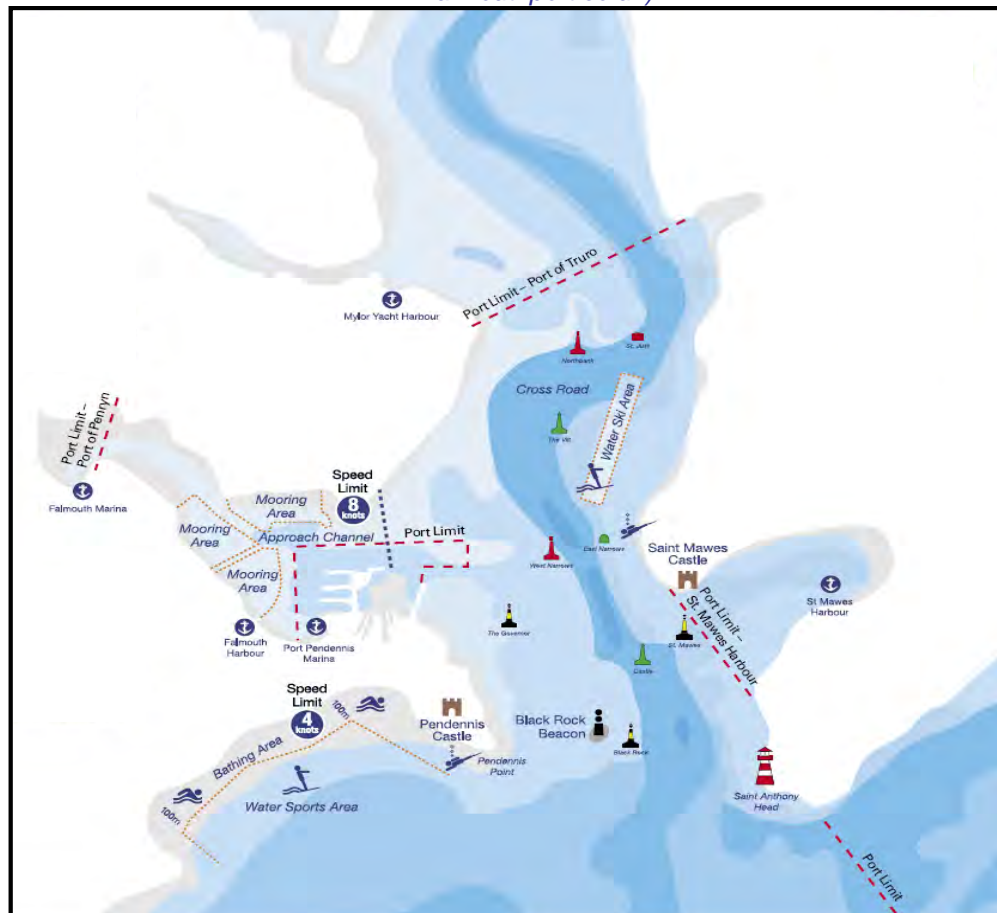 Port Limit – Port of Truro
Mylor Yacht Harbour
Northbank
St. Just
Cross Road
Water Ski Area
The Vilt
Port Limit –
Port of Penryn
Falmouth Marina
Speed
Limit
8
knots
Mooring
Area
Approach Channel
Mooring
Area
Port Limit
Mooring
Area
West Narrows
East Narrows
Saint Mawes
Castle
Port Limit –
St. Mawes Harbour
St Mawes
Harbour
Falmouth
Harbour
Port Pendennis
Marina
The Governor
St. Mawes
Castle
Speed
Limit
4
knots
100m
Bathing Area
100m
Water Sports Area
Pendennis
Castle
Pendennis
Point
Black Rock
Beacon
Black Rock
Saint Anthony
Head
Port Limit